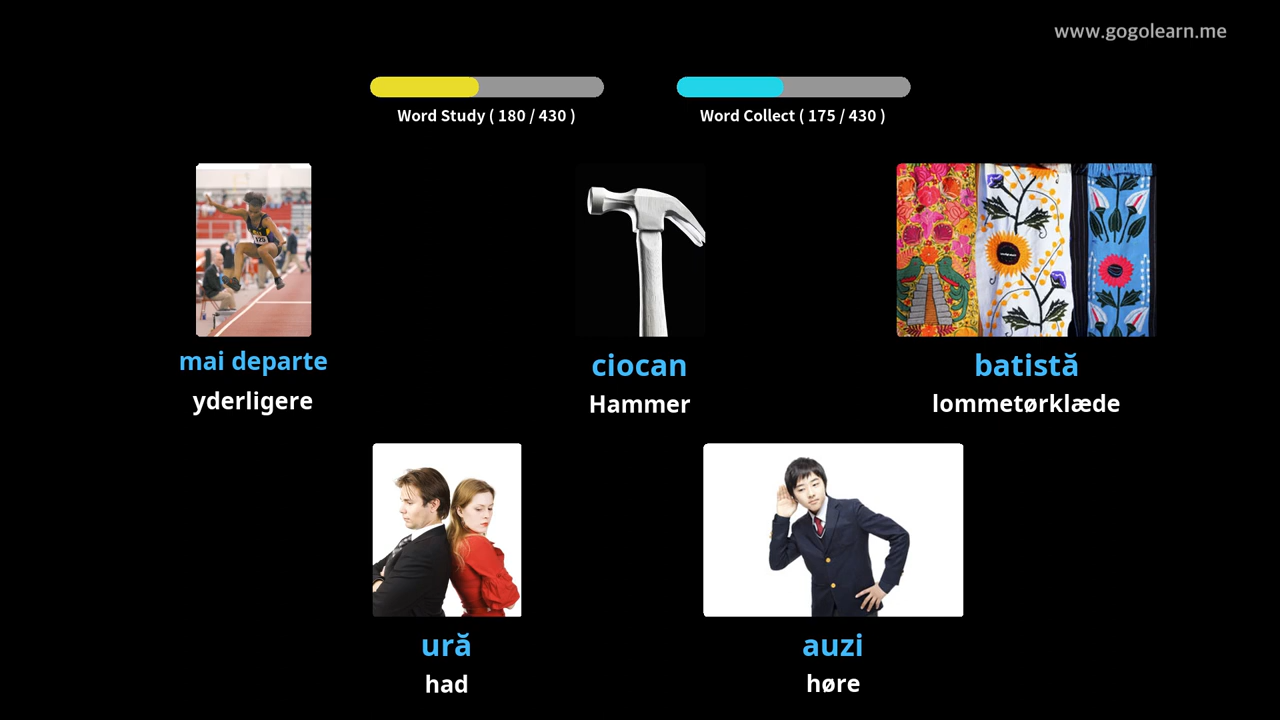 www.gogolearn.me
Word Study ( 180 / 430 )
Word Collect ( 175 / 430 )
mai departe
yderligere
ciocan
Hammer
batistă
lommetørklæde
ură
had
auzi
høre